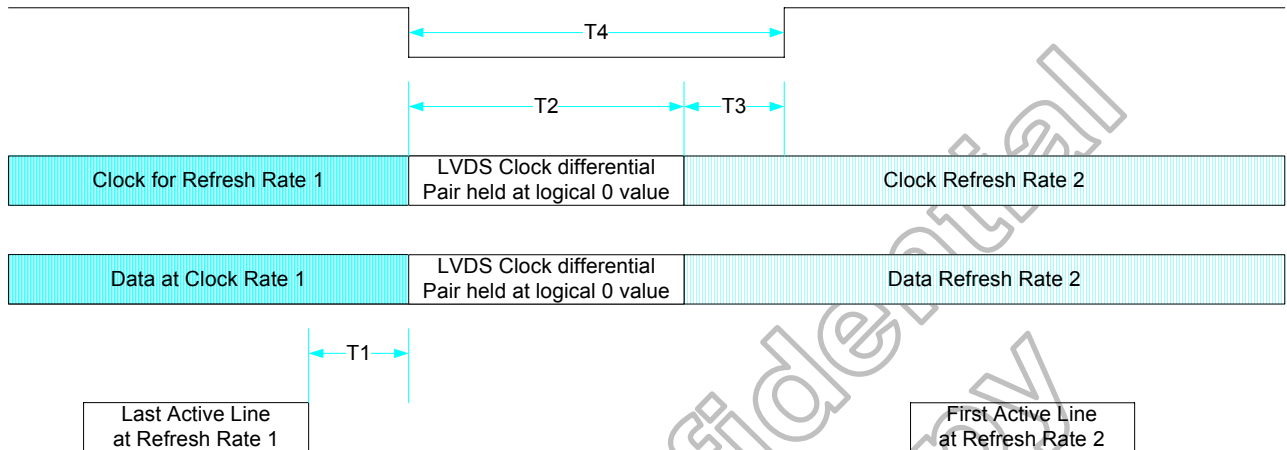 T4
T2
T3
Clock for Refresh Rate 1
LVDS Clock differential
Pair held at logical 0 value
Clock Refresh Rate 2
Data at Clock Rate 1
LVDS Clock differential
Pair held at logical 0 value
Data Refresh Rate 2
T1
Last Active Line
at Refresh Rate 1
First Active Line
at Refresh Rate 2